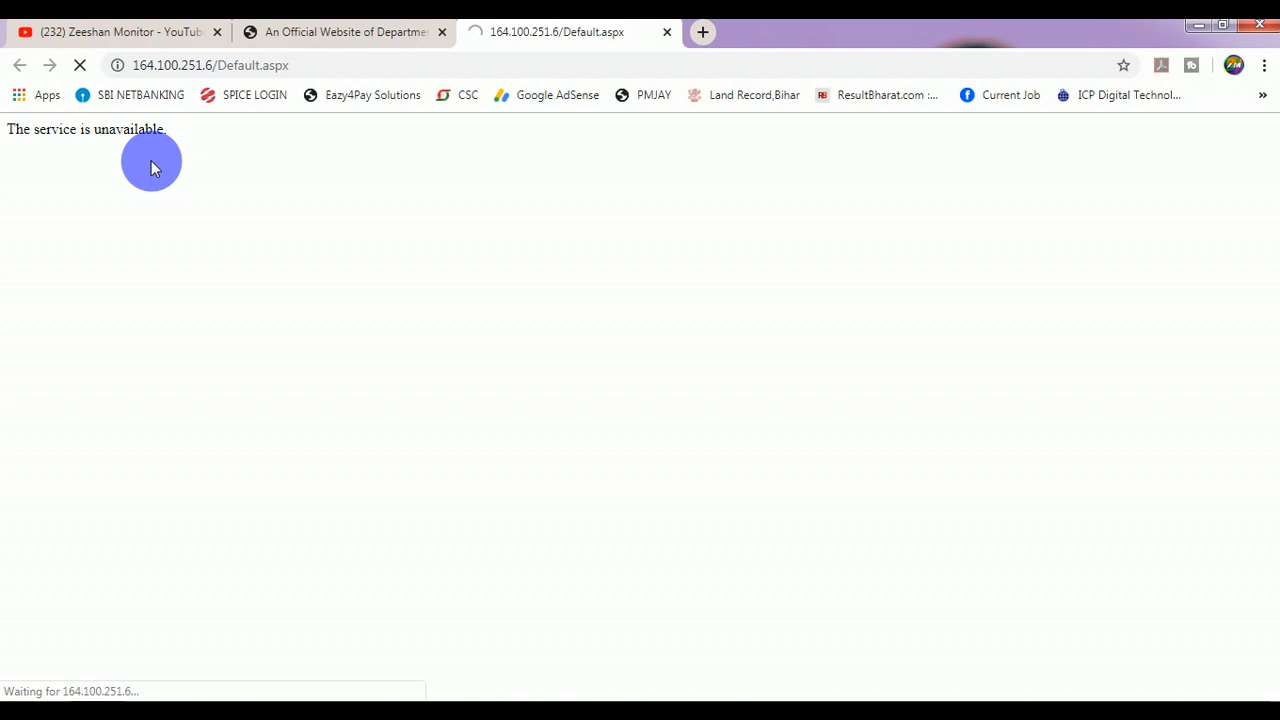 (232) Zeeshan Monitor - YouTub
An Official Website of Departme
164.100.251.6/Default.aspx
164.100.251.6/Default.aspx
Apps
SBI NETBANKING
SPICE LOGIN
Eazy4Pay Solutions
CSC
Google AdSense
PMJAY
Land Record,Bihar
RB
ResultBharat.com :...
Current Job
ICP Digital Technol...
»
The service is unavailable.
Waiting for 164.100.251.6...